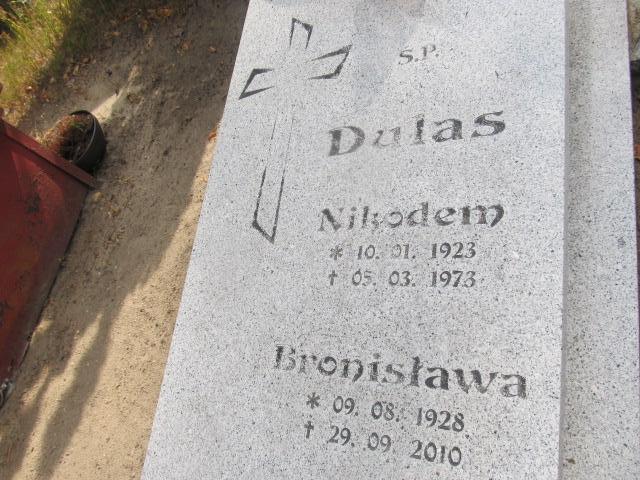 S.P.
Dulas
Nikodem
* 10. 01. 1923
† 05. 03. 1973
Bronisława
* 09. 08. 1928
† 29. 09. 2010